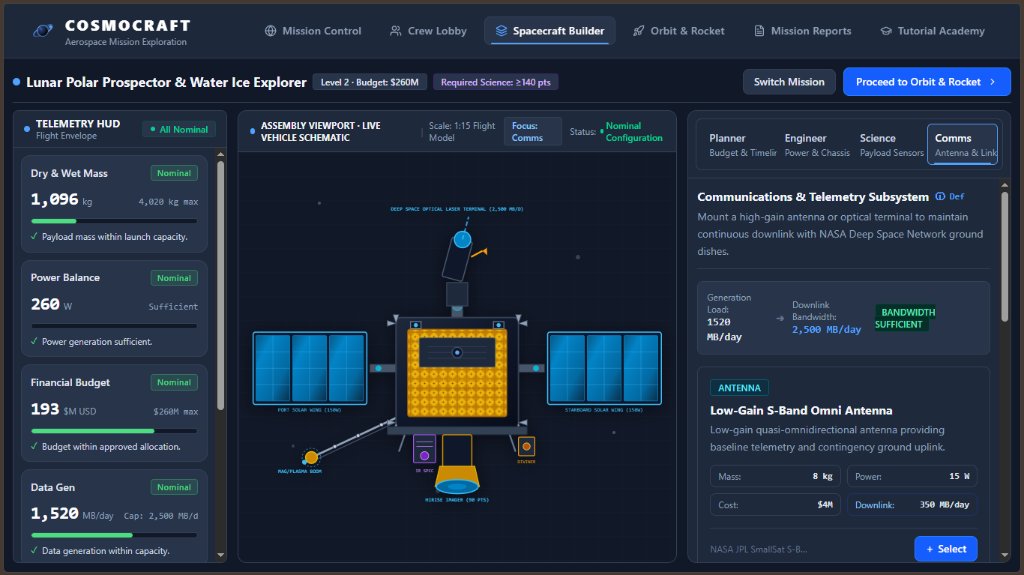 COSMOCRAFT
Aerospace Mission Exploration
Mission Control
Crew Lobby
Spacecraft Builder
Orbit & Rocket
Mission Reports
Tutorial Academy
Lunar Polar Prospector & Water Ice Explorer
Level 2 · Budget: $260M
Required Science: ≥140 pts
Switch Mission
Proceed to Orbit & Rocket
TELEMETRY HUD
Flight Envelope
All Nominal
Dry & Wet Mass
Nominal
1,096 kg
4,020 kg max
✓ Payload mass within launch capacity.
Power Balance
Nominal
260 W
Sufficient
✓ Power generation sufficient.
Financial Budget
Nominal
193 $M USD
$260M max
✓ Budget within approved allocation.
Data Gen
Nominal
1,520 MB/day
Cap: 2,500 MB/d
✓ Data generation within capacity.
ASSEMBLY VIEWPORT · LIVE
VEHICLE SCHEMATIC
Scale: 1:15 Flight
Model
Focus:
Comms
Status:
Nominal
Configuration
DEEP SPACE OPTICAL LASER TERMINAL (2,500 MB/D)
PORT SOLAR WING (150W)
STARBOARD SOLAR WING (150W)
MAG/PLASMA BOOM
IR SPEC
DIVINER
HIRISE IMAGER (90 PTS)
Planner
Budget & Timelin
Engineer
Power & Chassis
Science
Payload Sensors
Comms
Antenna & Link
Communications & Telemetry Subsystem
Def
Mount a high-gain antenna or optical terminal to maintain
continuous downlink with NASA Deep Space Network ground
dishes.
Generation
Load:
1520
MB/day
→
Downlink
Bandwidth:
2,500 MB/day
BANDWIDTH
SUFFICIENT
ANTENNA
Low-Gain S-Band Omni Antenna
Low-gain quasi-omnidirectional antenna providing
baseline telemetry and contingency ground uplink.
Mass: 8 kg
Power: 15 W
Cost: $4M
Downlink: 350 MB/day
NASA JPL SmallSat S-B...
+ Select